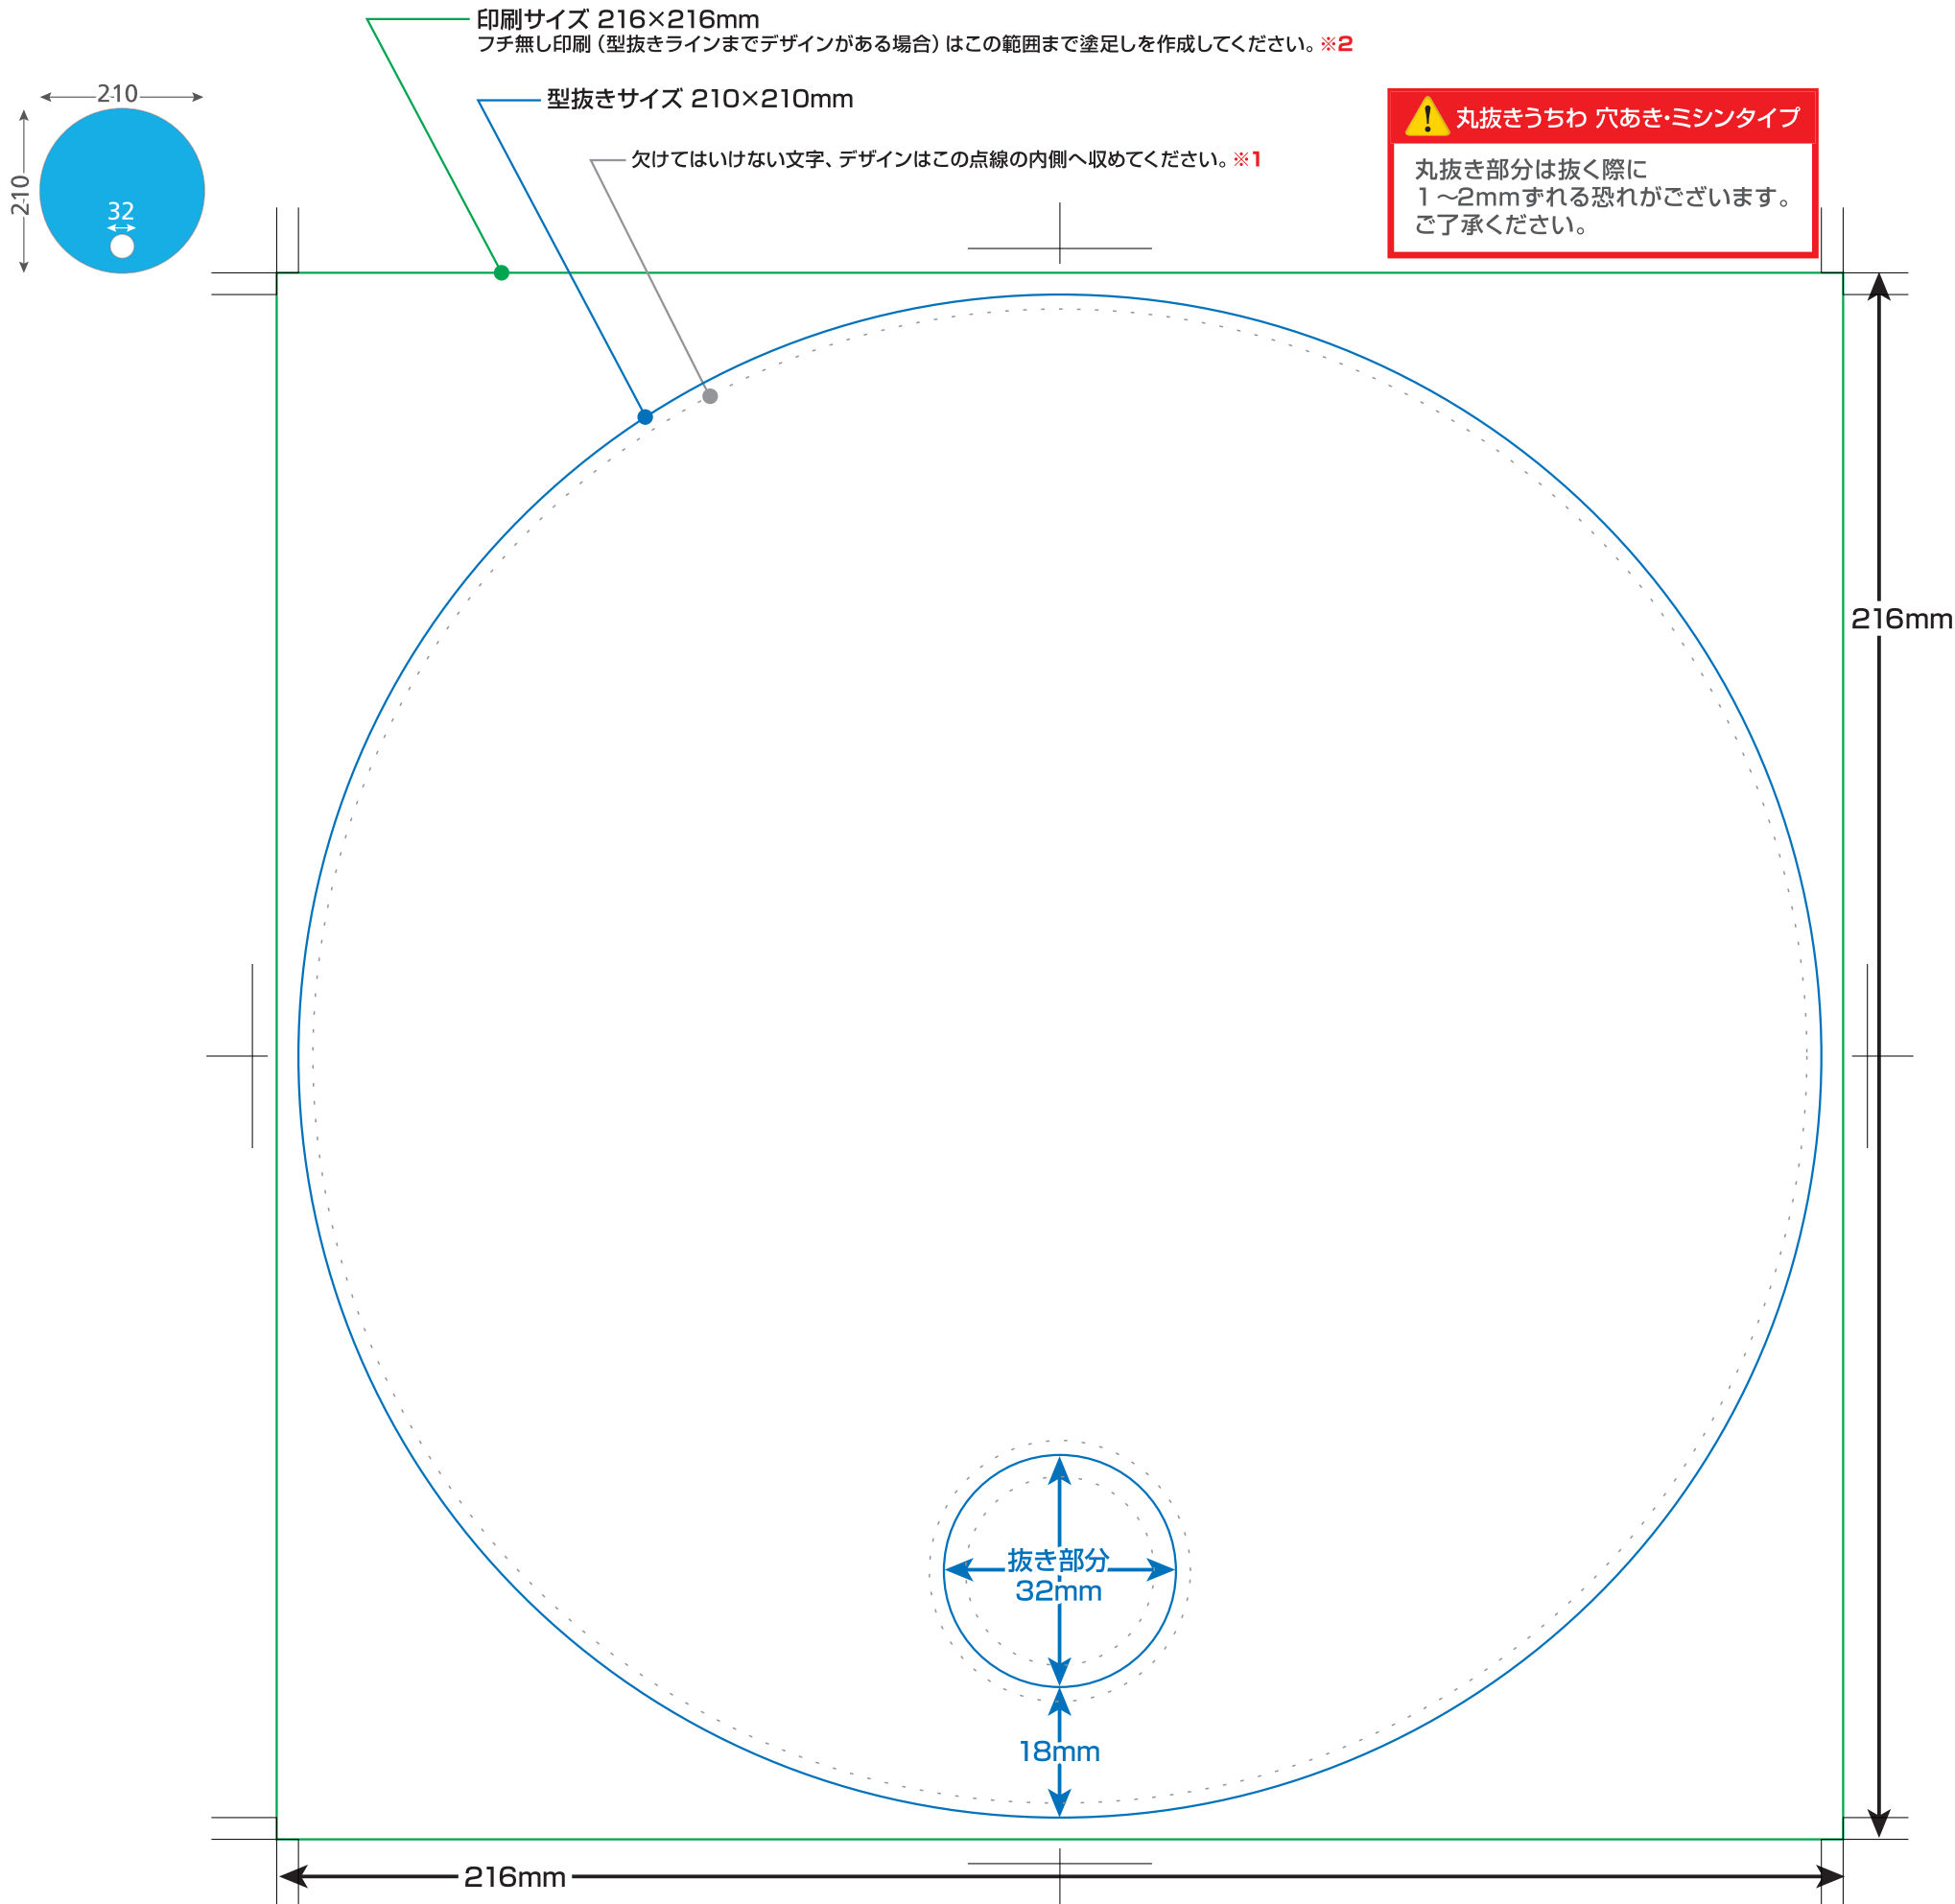 印刷サイズ 216×216mm
フチ無し印刷（型抜きラインまでデザインがある場合）はこの範囲まで塗足しを作成してください。※2
型抜きサイズ 210×210mm
欠けてはいけない文字、デザインはこの点線の内側へ収めてください。※1
210
210
32
丸抜きうちわ 穴あき・ミシンタイプ
丸抜き部分は抜く際に
1〜2mmずれる恐れがございます。
ご了承ください。
216mm
抜き部分
32mm
18mm
216mm